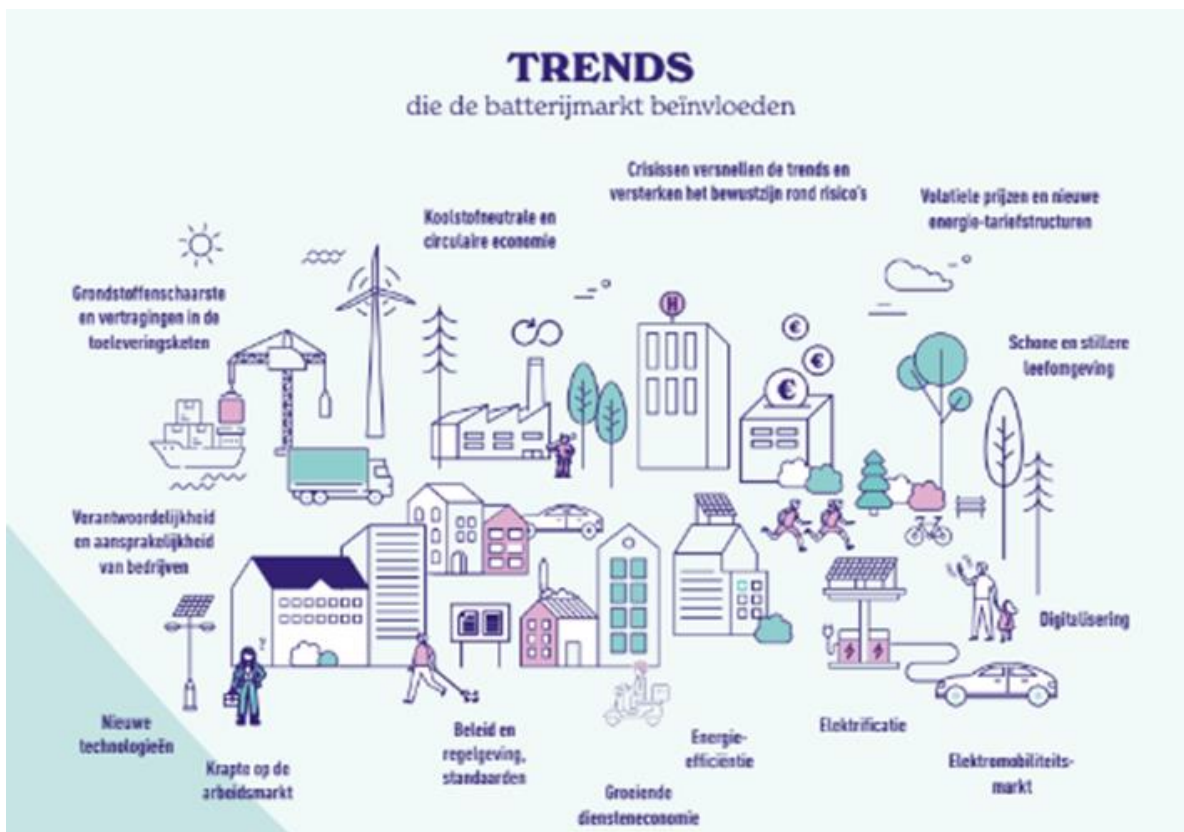 TRENDS
die de batterijmarkt beïnvloeden
Crisissen versnellen de trends en
versterken het bewustzijn rond risico's
Volatiele prijzen en nieuwe
energie-tariefstructuren
Koolstofneutrale en
circulaire economie
Grondstoffenschaarste
en vertragingen in de
toeleveringsketen
H
€
€
€
Schone en stillere
leefomgeving
Verantwoordelijkheid
en aansprakelijkheid
van bedrijven
Digitalisering
Nieuwe
technologieën
Krapte op de
arbeidsmarkt
Beleid en
regelgeving,
standaarden
Groeiende
diensteneconomie
Energie-
efficiëntie
Elektrificatie
Elektromobiliteits-
markt